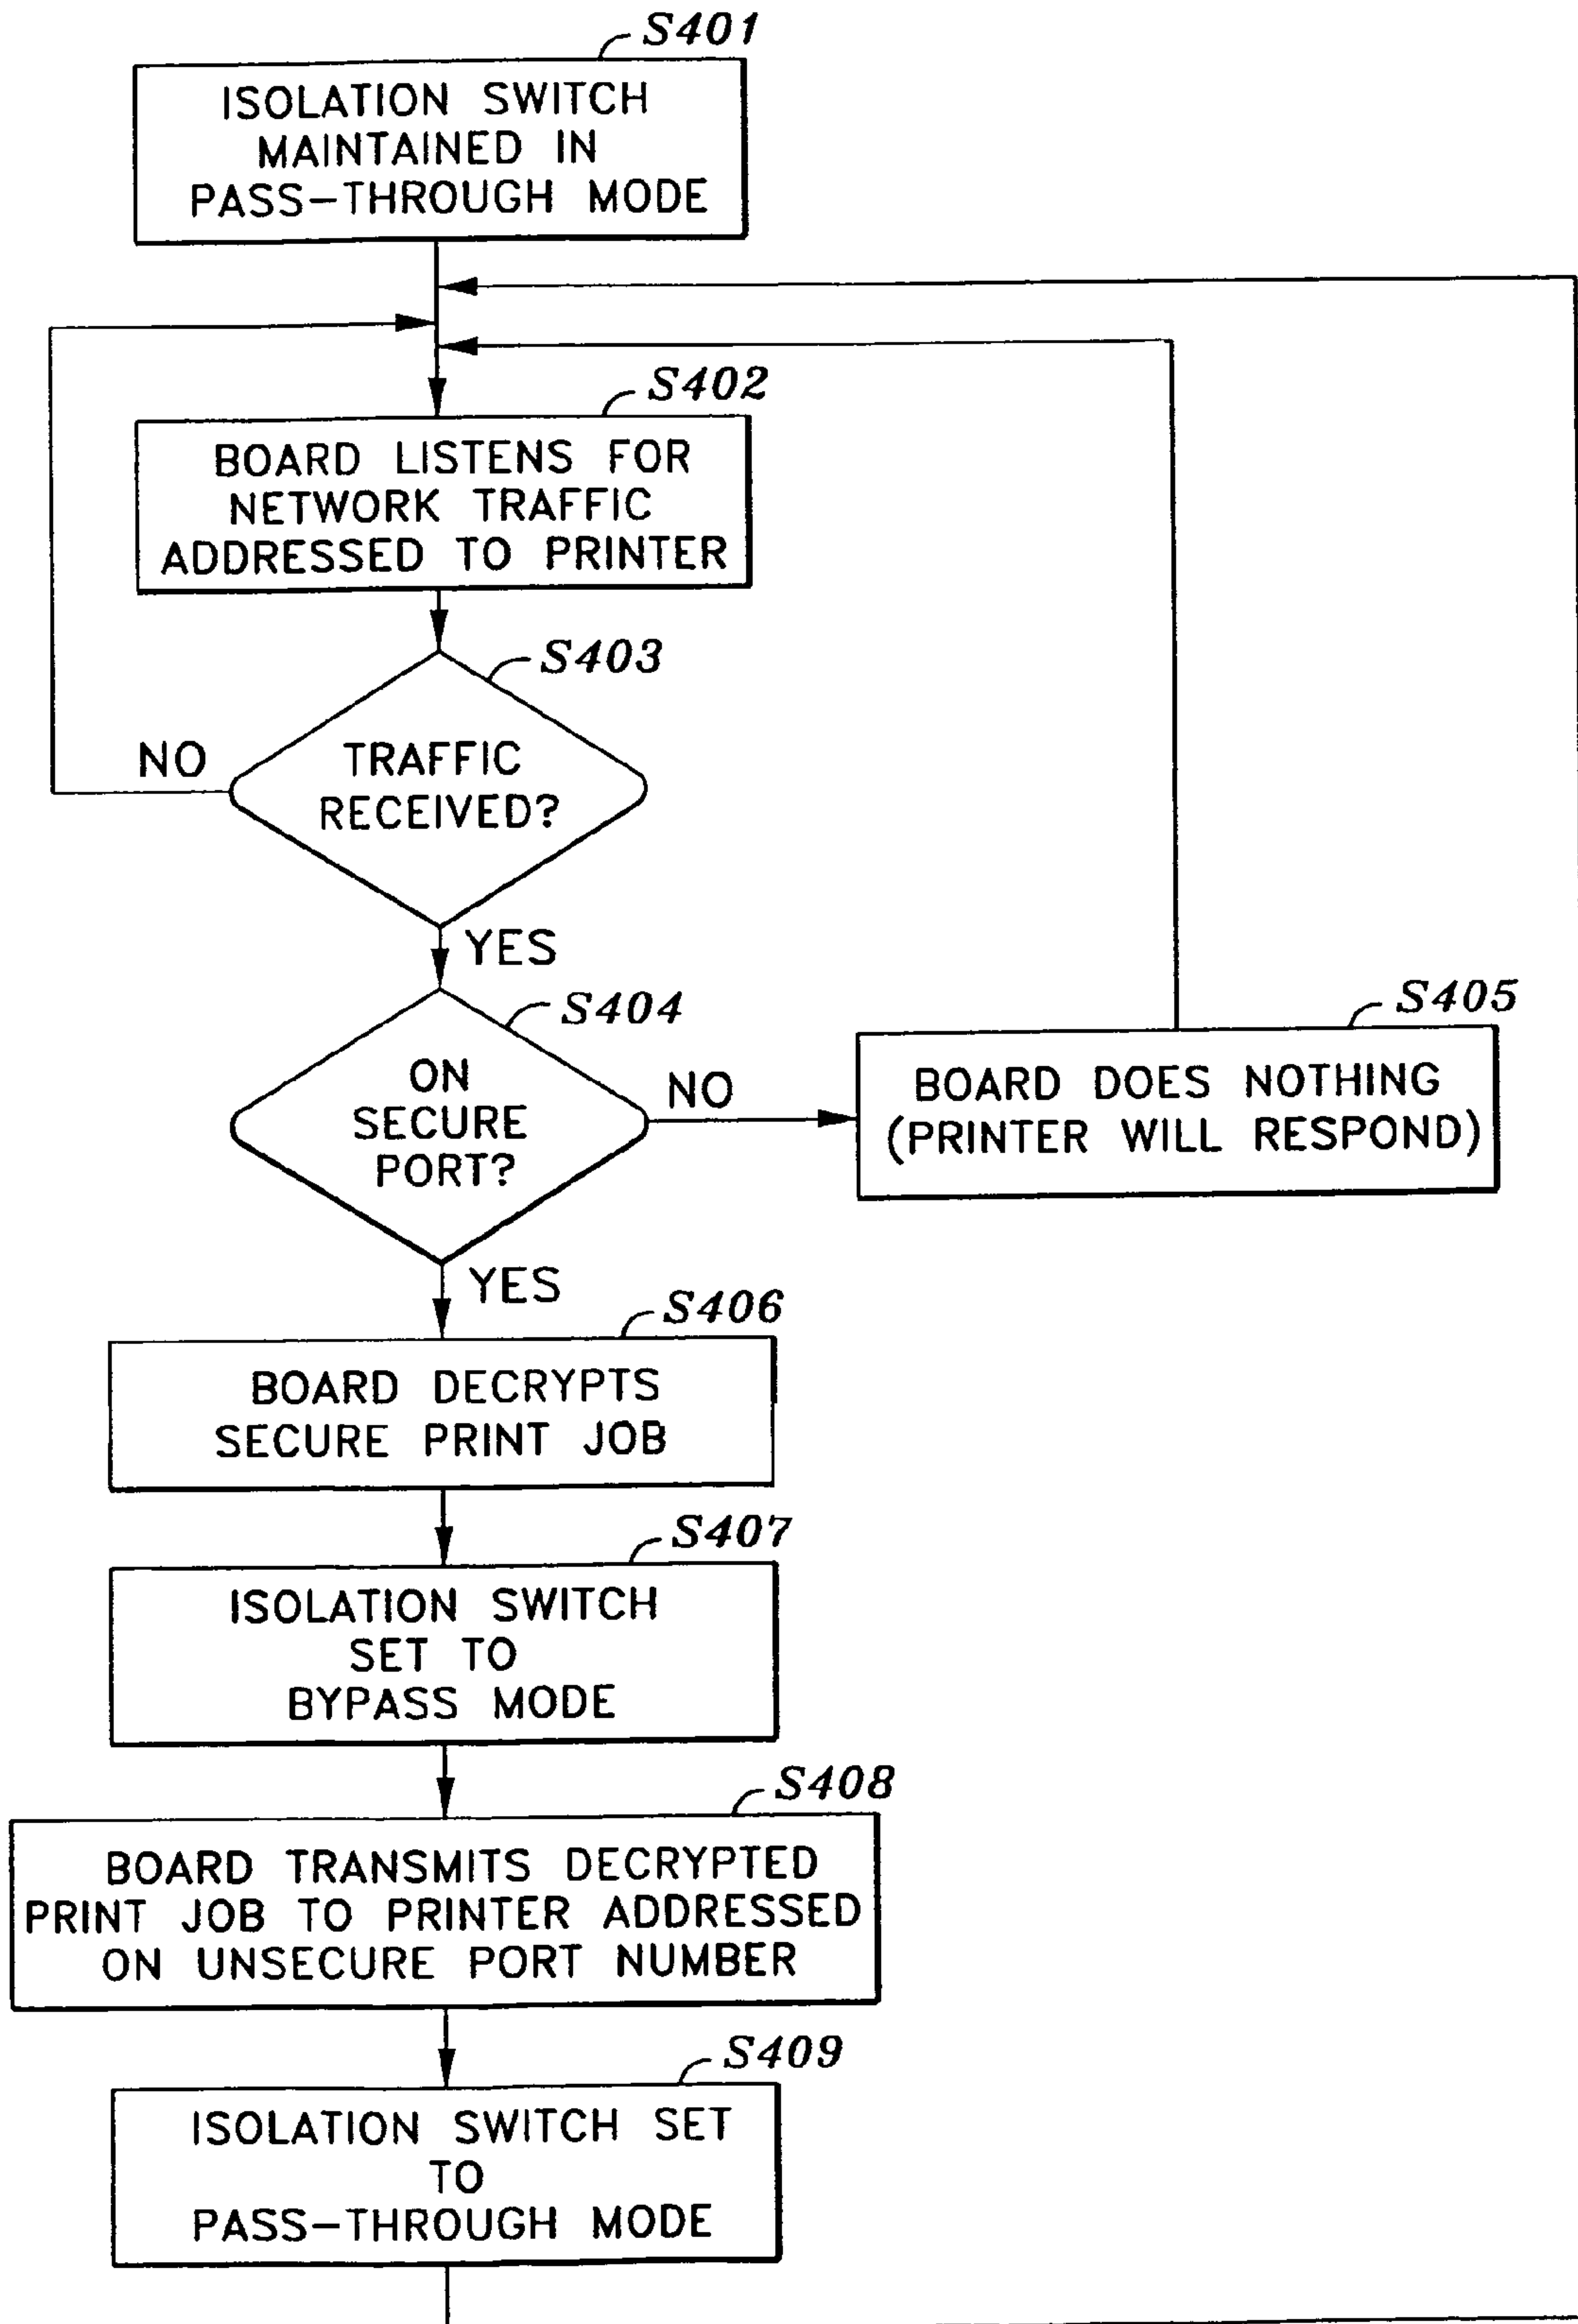 S401
ISOLATION SWITCH
MAINTAINED IN
PASS-THROUGH MODE
S402
BOARD LISTENS FOR
NETWORK TRAFFIC
ADDRESSED TO PRINTER
S403
NO
TRAFFIC
RECEIVED?
YES
S404
ON
SECURE
PORT?
NO
S405
BOARD DOES NOTHING
(PRINTER WILL RESPOND)
YES
S406
BOARD DECRYPTS
SECURE PRINT JOB
S407
ISOLATION SWITCH
SET TO
BYPASS MODE
S408
BOARD TRANSMITS DECRYPTED
PRINT JOB TO PRINTER ADDRESSED
ON UNSECURE PORT NUMBER
S409
ISOLATION SWITCH SET
TO
PASS-THROUGH MODE